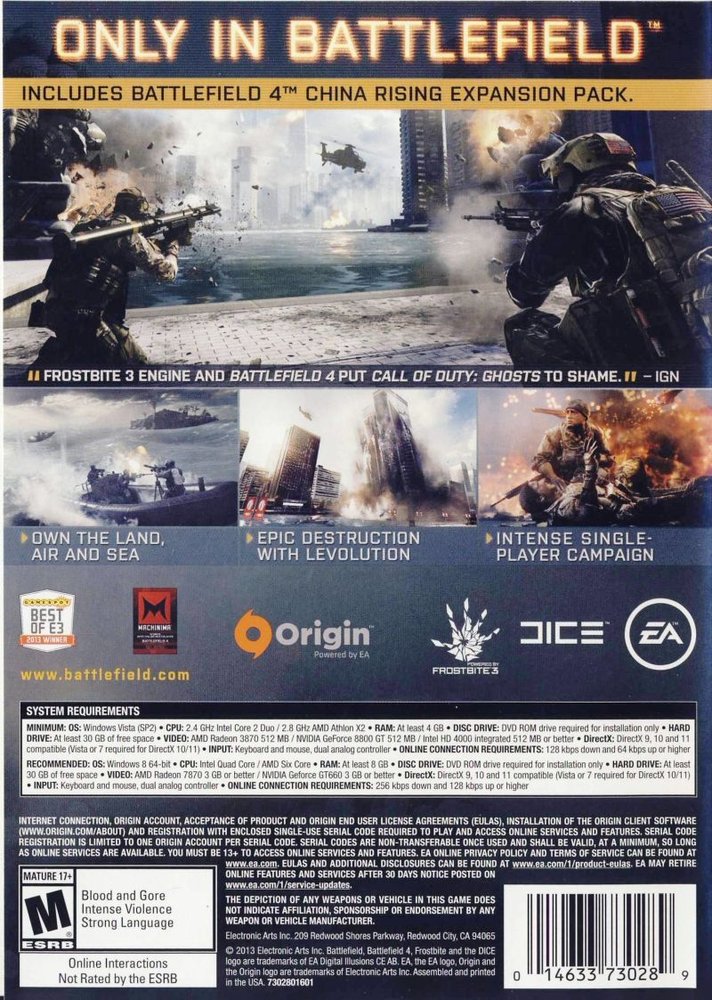 ONLY IN BATTLEFIELD™
INCLUDES BATTLEFIELD 4™ CHINA RISING EXPANSION PACK.
"FROSTBITE 3 ENGINE AND BATTLEFIELD 4 PUT CALL OF DUTY: GHOSTS TO SHAME." – IGN
OWN THE LAND,
AIR AND SEA
EPIC DESTRUCTION
WITH LEVOLUTION
INTENSE SINGLE-
PLAYER CAMPAIGN
GAMESPOT
BEST
OF E3
2013 WINNER
MACHINIMA
Origin™
Powered by EA
POWERED BY
FROSTBITE 3
DICE™
EA
www.battlefield.com
SYSTEM REQUIREMENTS
MINIMUM: OS: Windows Vista (SP2) • CPU: 2.4 GHz Intel Core 2 Duo / 2.8 GHz AMD Athlon X2 • RAM: At least 4 GB • DISC DRIVE: DVD ROM drive required for installation only • HARD
DRIVE: At least 30 GB of free space • VIDEO: AMD Radeon 3870 512 MB / NVIDIA GeForce 8800 GT 512 MB / Intel HD 4000 integrated 512 MB or better • DirectX: DirectX 9, 10 and 11
compatible (Vista or 7 required for DirectX 10/11) • INPUT: Keyboard and mouse, dual analog controller • ONLINE CONNECTION REQUIREMENTS: 128 kbps down and 64 kbps up or higher
RECOMMENDED: OS: Windows 8 64-bit • CPU: Intel Quad Core / AMD Six Core • RAM: At least 8 GB • DISC DRIVE: DVD ROM drive required for installation only • HARD DRIVE: At least
30 GB of free space • VIDEO: AMD Radeon 7870 3 GB or better / NVIDIA Geforce GT660 3 GB or better • DirectX: DirectX 9, 10 and 11 compatible (Vista or 7 required for DirectX 10/11)
• INPUT: Keyboard and mouse, dual analog controller • ONLINE CONNECTION REQUIREMENTS: 256 kbps down and 128 kbps up or higher
INTERNET CONNECTION, ORIGIN ACCOUNT, ACCEPTANCE OF PRODUCT AND ORIGIN END USER LICENSE AGREEMENTS (EULAS), INSTALLATION OF THE ORIGIN CLIENT SOFTWARE
(WWW.ORIGIN.COM/ABOUT) AND REGISTRATION WITH ENCLOSED SINGLE-USE SERIAL CODE REQUIRED TO PLAY AND ACCESS ONLINE SERVICES AND FEATURES. SERIAL CODE
REGISTRATION IS LIMITED TO ONE ORIGIN ACCOUNT PER SERIAL CODE. SERIAL CODES ARE NON-TRANSFERABLE ONCE USED AND SHALL BE VALID, AT A MINIMUM, SO LONG
AS ONLINE SERVICES ARE AVAILABLE. YOU MUST BE 13+ TO ACCESS ONLINE SERVICES AND FEATURES. EA ONLINE PRIVACY POLICY AND TERMS OF SERVICE CAN BE FOUND AT
www.ea.com. EULAS AND ADDITIONAL DISCLOSURES CAN BE FOUND AT www.ea.com/1/product-eulas. EA MAY RETIRE
ONLINE FEATURES AND SERVICES AFTER 30 DAYS NOTICE POSTED ON
www.ea.com/1/service-updates.
THE DEPICTION OF ANY WEAPONS OR VEHICLE IN THIS GAME DOES
NOT INDICATE AFFILIATION, SPONSORSHIP OR ENDORSEMENT BY ANY
WEAPON OR VEHICLE MANUFACTURER.
Electronic Arts Inc. 209 Redwood Shores Parkway, Redwood City, CA 94065
© 2013 Electronic Arts Inc. Battlefield, Battlefield 4, Frostbite and the DICE
logo are trademarks of EA Digital Illusions CE AB. EA, the EA logo, Origin and
the Origin logo are trademarks of Electronic Arts Inc. Assembled and printed
in the USA. 7302801601
MATURE 17+
M
ESRB
Blood and Gore
Intense Violence
Strong Language
Online Interactions
Not Rated by the ESRB
0 14633 73028 9